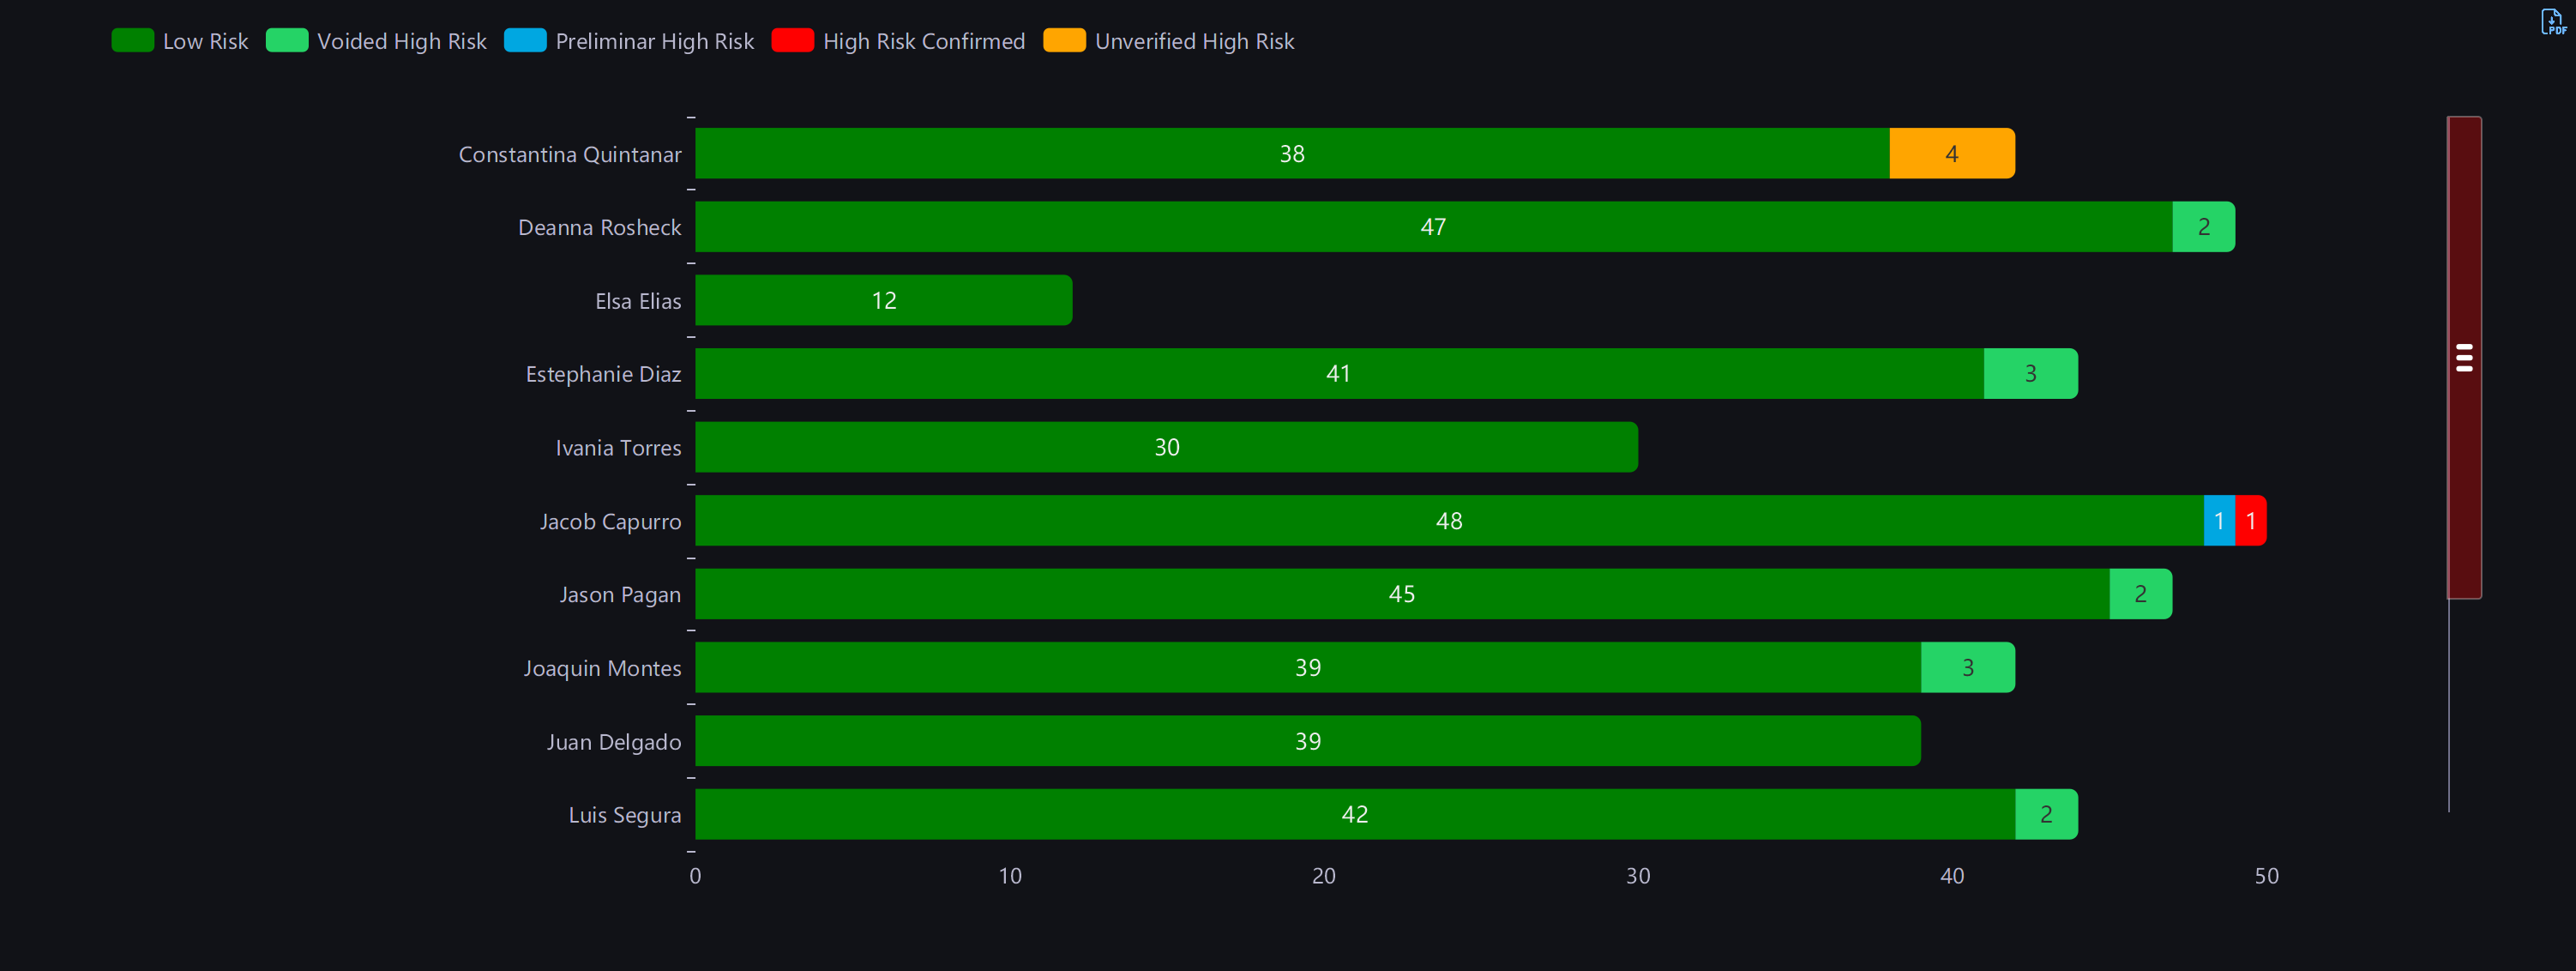 PDF
Low Risk Voided High Risk Preliminar High Risk High Risk Confirmed Unverified High Risk
Constantina Quintanar 38 4
Deanna Rosheck 47 2
Elsa Elias 12
Estephanie Diaz 41 3
Ivania Torres 30
Jacob Capurro 48 1 1
Jason Pagan 45 2
Joaquin Montes 39 3
Juan Delgado 39
Luis Segura 42 2
0 10 20 30 40 50